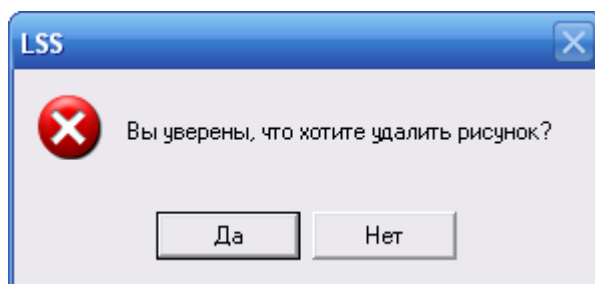 LSS
Вы уверены, что хотите удалить рисунок?
Да
Нет